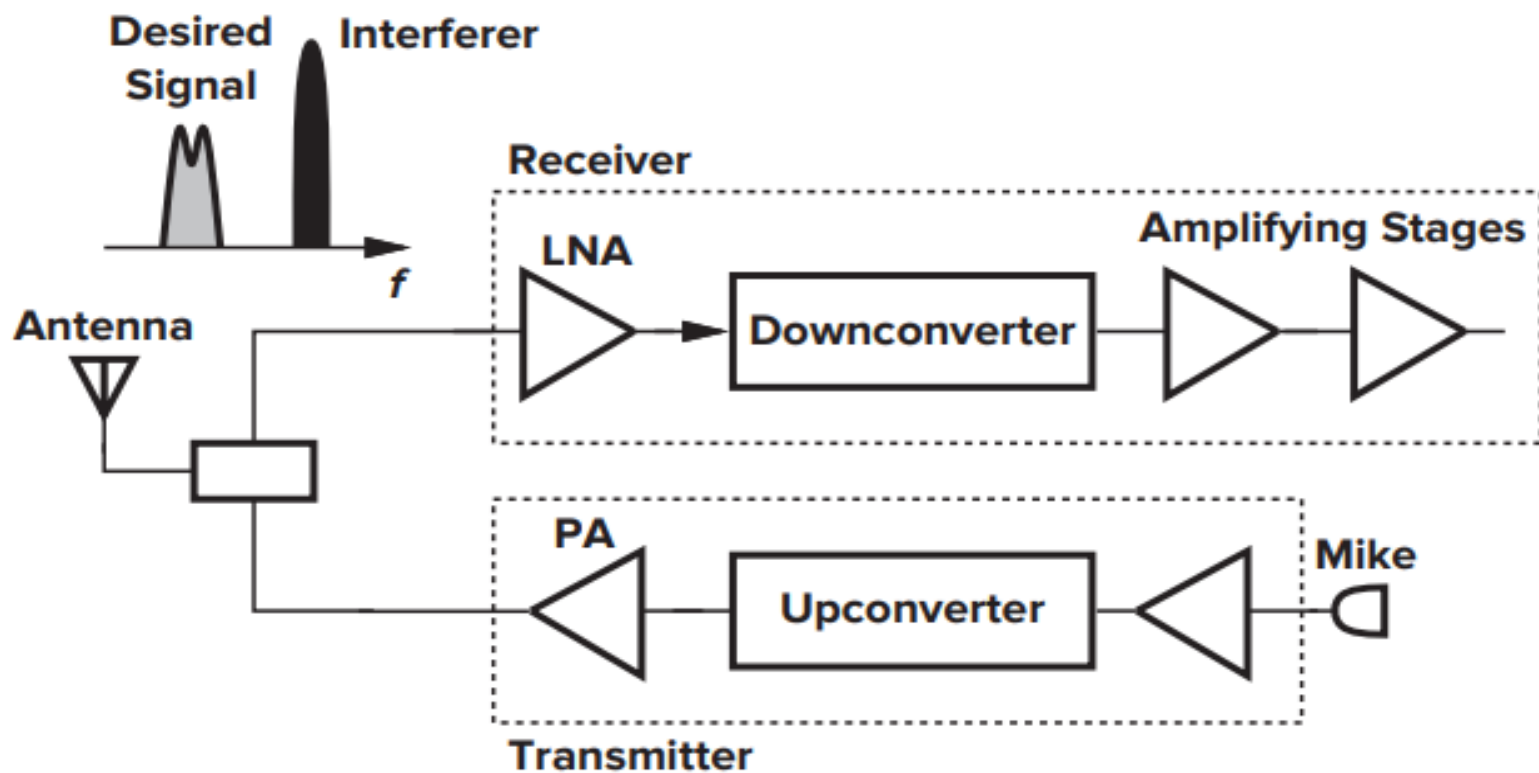 Desired
Signal
Interferer
f
Receiver
LNA
Downconverter
Amplifying Stages
Antenna
PA
Upconverter
Mike
Transmitter